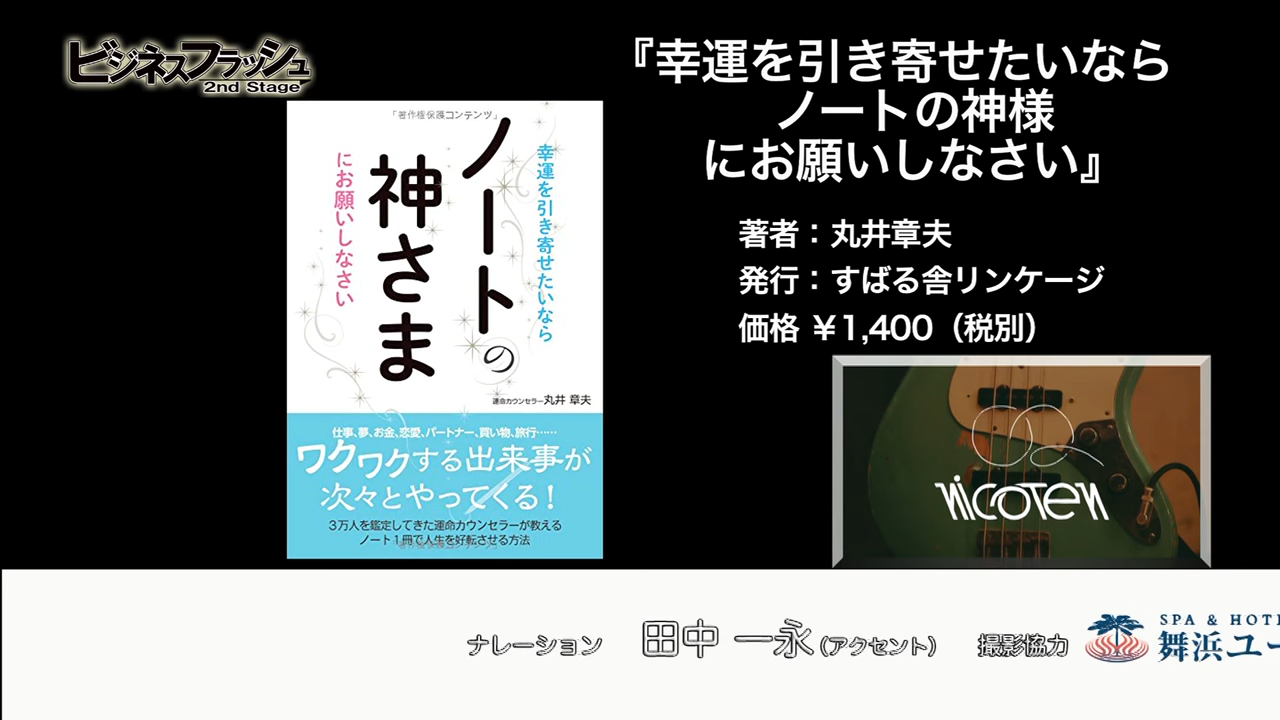 ビジネスフラッシュ
2nd Stage
『幸運を引き寄せたいなら
ノートの神様
にお願いしなさい』
著者：丸井章夫
発行：すばる舎リンケージ
価格 ￥1,400（税別）
「著作権保護コンテンツ」
幸運を引き寄せたいなら
ノートの
神さま
にお願いしなさい
運命カウンセラー丸井 章夫
仕事、夢、お金、恋愛、パートナー、買い物、旅行……
ワクワクする出来事が
次々とやってくる！
3万人を鑑定してきた運命カウンセラーが教える
ノート1冊で人生を好転させる方法
nicoten
ナレーション 田中 一永（アクセント） 撮影協力
SPA & HOTE
舞浜ユー